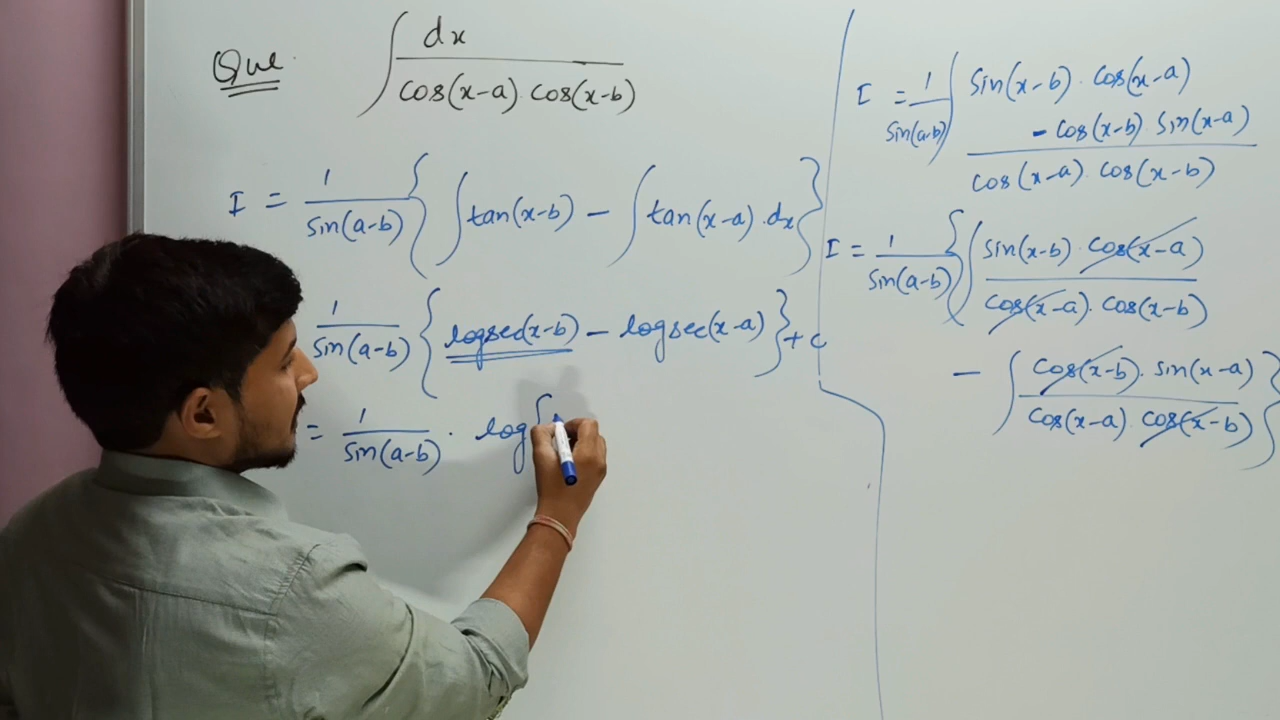 Que. ∫ dx / cos(x-a) cos(x-b)
I = 1/sin(a-b) { ∫ tan(x-b) - ∫ tan(x-a).dx }
1/sin(a-b) { logsec(x-b) - logsec(x-a) } + c
= 1/sin(a-b) . log
I = 1/sin(a-b) ∫ sin(x-b) . cos(x-a)
- cos(x-b) sin(x-a)
cos(x-a) . cos(x-b)
I = 1/sin(a-b) { ∫ sin(x-b) . cos(x-a) / cos(x-a) . cos(x-b)
- ∫ cos(x-b) . sin(x-a) / cos(x-a) . cos(x-b) }